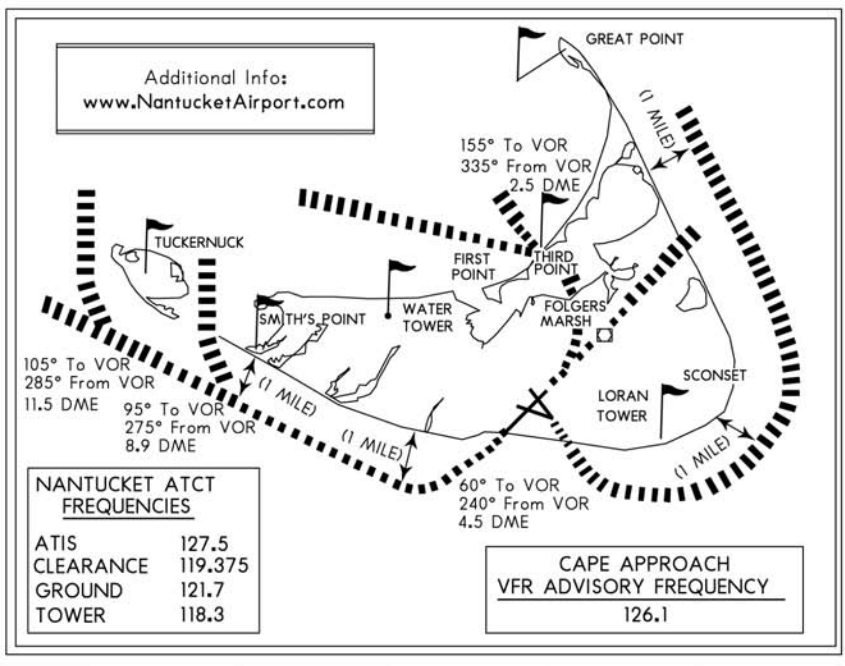 GREAT POINT
Additional Info:
www.NantucketAirport.com
(1 MILE)
155° To VOR
335° From VOR
2.5 DME
TUCKERNUCK
FIRST
POINT
THIRD
POINT
SMITH'S POINT
WATER
TOWER
FOLGERS
MARSH
105° To VOR
285° From VOR
11.5 DME
95° To VOR
275° From VOR
8.9 DME
(1 MILE)
(1 MILE)
SCONSET
LORAN
TOWER
(1 MILE)
60° To VOR
240° From VOR
4.5 DME
NANTUCKET ATCT
FREQUENCIES
ATIS 127.5
CLEARANCE 119.375
GROUND 121.7
TOWER 118.3
CAPE APPROACH
VFR ADVISORY FREQUENCY
126.1